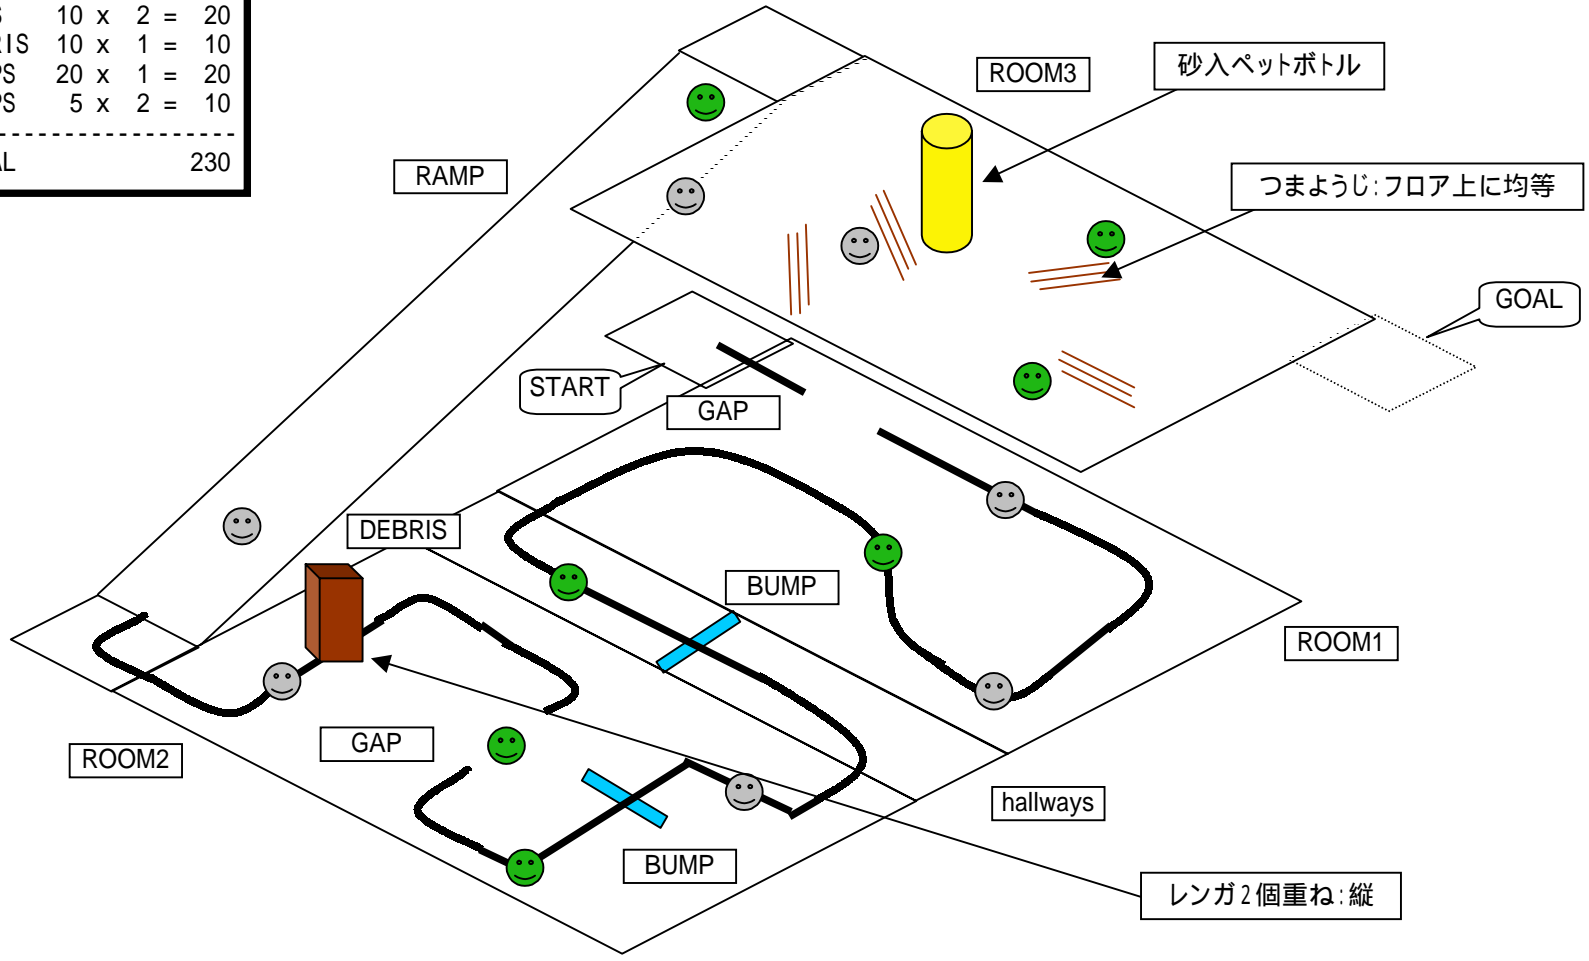 10 x 2 = 20
10 x 1 = 10
20 x 1 = 20
5 x 2 = 10
230
ROOM3
砂入ペットボトル
RAMP
つまようじ:フロア上に均等
GOAL
START
GAP
DEBRIS
BUMP
ROOM1
GAP
ROOM2
hallways
BUMP
レンガ2個重ね:縦